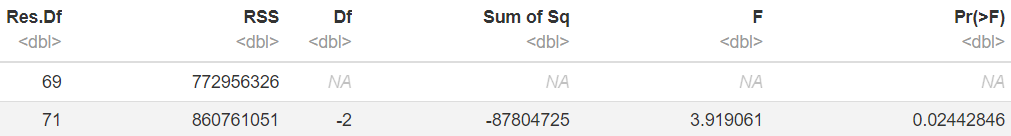 Res.Df RSS Df Sum of Sq F Pr(>F)
<dbl> <dbl> <dbl> <dbl> <dbl> <dbl>
69 772956326 NA NA NA NA
71 860761051 -2 -87804725 3.919061 0.02442846